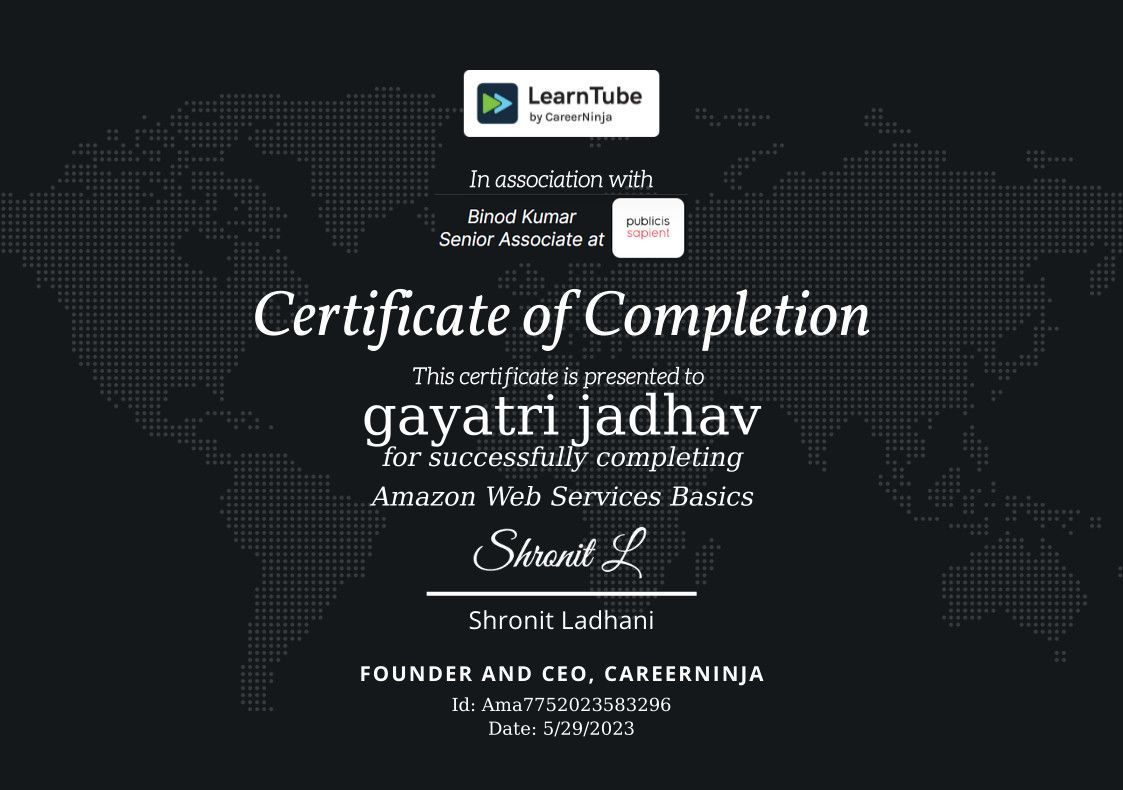 LearnTube
by CareerNinja
In association with
Binod Kumar
Senior Associate at
publicis
sapient
Certificate of Completion
This certificate is presented to
gayatri jadhav
for successfully completing
Amazon Web Services Basics
Shronit L
Shronit Ladhani
FOUNDER AND CEO, CAREERNINJA
Id: Ama7752023583296
Date: 5/29/2023